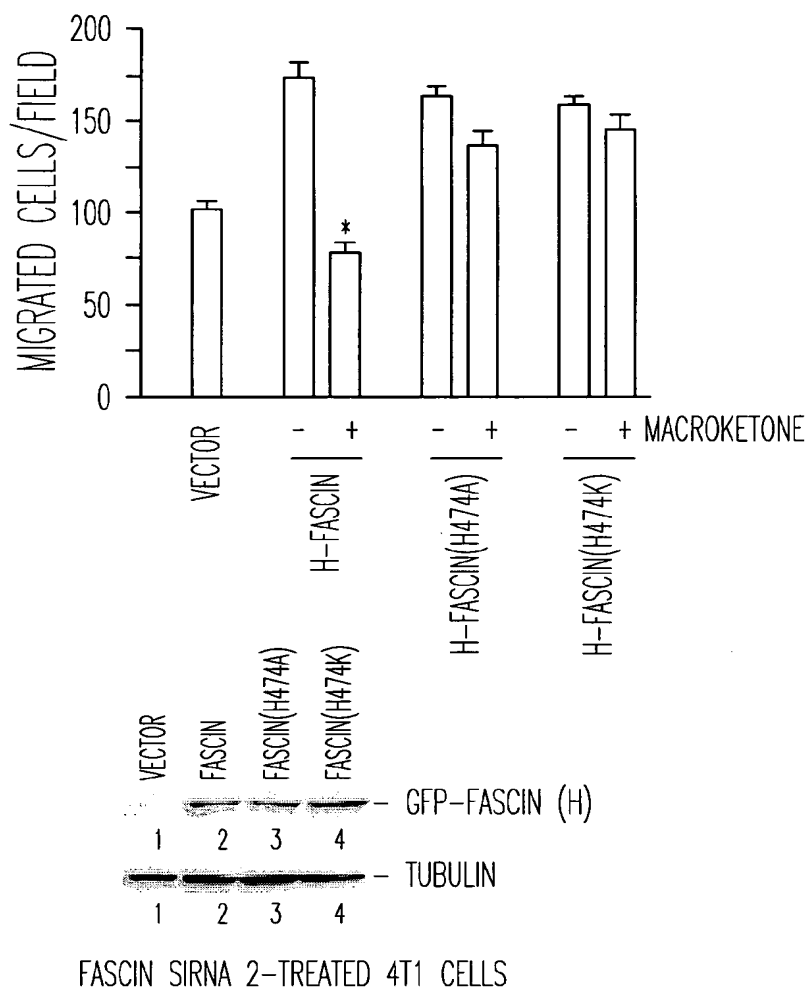 MIGRATED CELLS/FIELD
200
150
100
50
0
- + - + - + MACROKETONE
VECTOR
H-FASCIN
H-FASCIN(H474A)
H-FASCIN(H474K)
*
VECTOR
FASCIN
FASCIN(H474A)
FASCIN(H474K)
- GFP-FASCIN (H)
1 2 3 4
- TUBULIN
1 2 3 4
FASCIN SIRNA 2-TREATED 4T1 CELLS